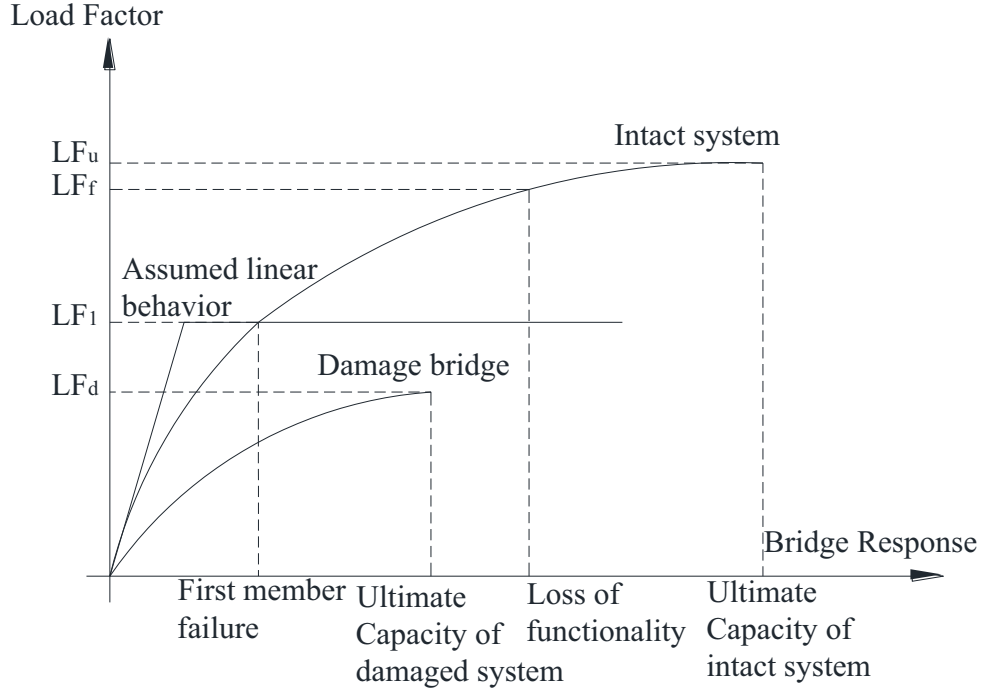 Load Factor
Intact system
LFu
LFf
Assumed linear
behavior
LF1
Damage bridge
LFd
Bridge Response
First member
failure
Ultimate
Capacity of
damaged system
Loss of
functionality
Ultimate
Capacity of
intact system